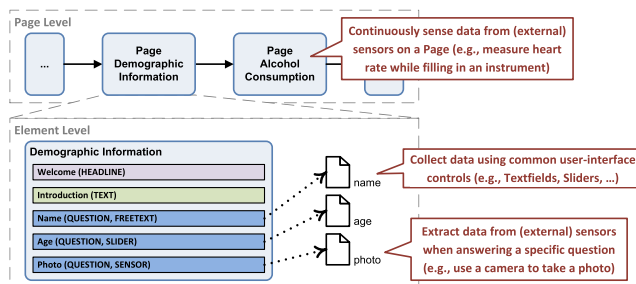 Page Level
...
Page
Demographic
Information
Page
Alcohol
Consumption
Continuously sense data from (external)
sensors on a Page (e.g., measure heart
rate while filling in an instrument)
Element Level
Demographic Information
Welcome (HEADLINE)
Introduction (TEXT)
Name (QUESTION, FREETEXT)
Age (QUESTION, SLIDER)
Photo (QUESTION, SENSOR)
name
age
photo
Collect data using common user-interface
controls (e.g., Textfields, Sliders, ...)
Extract data from (external) sensors
when answering a specific question
(e.g., use a camera to take a photo)